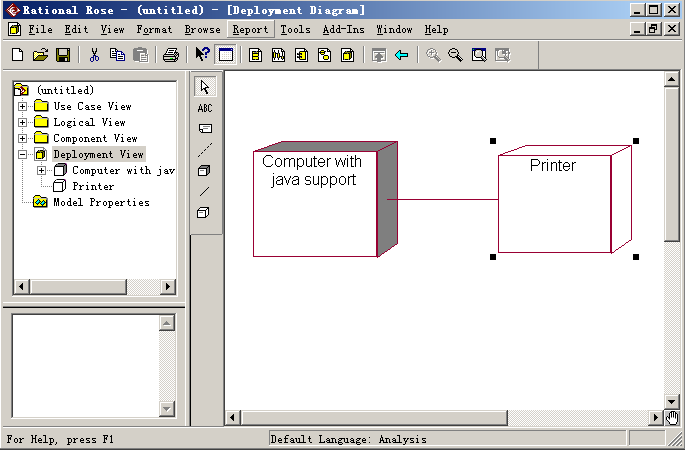 Rational Rose - (untitled) - [Deployment Diagram]
File Edit View Format Browse Report Tools Add-Ins Window Help
(untitled)
Use Case View
Logical View
Component View
Deployment View
Computer with jav
Printer
Model Properties
ABC
Computer with
java support
Printer
For Help, press F1
Default Language: Analysis